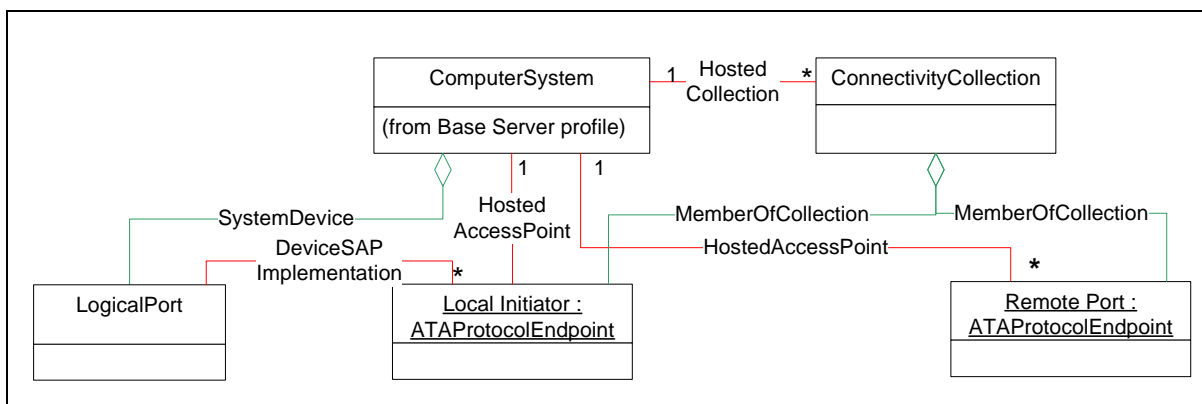 ComputerSystem
(from Base Server profile)
1
Hosted
Collection
*
ConnectivityCollection
1
1
SystemDevice
Hosted
AccessPoint
MemberOfCollection
MemberOfCollection
DeviceSAP
Implementation
*
HostedAccessPoint
*
LogicalPort
Local Initiator :
ATAProtocolEndpoint
Remote Port :
ATAProtocolEndpoint